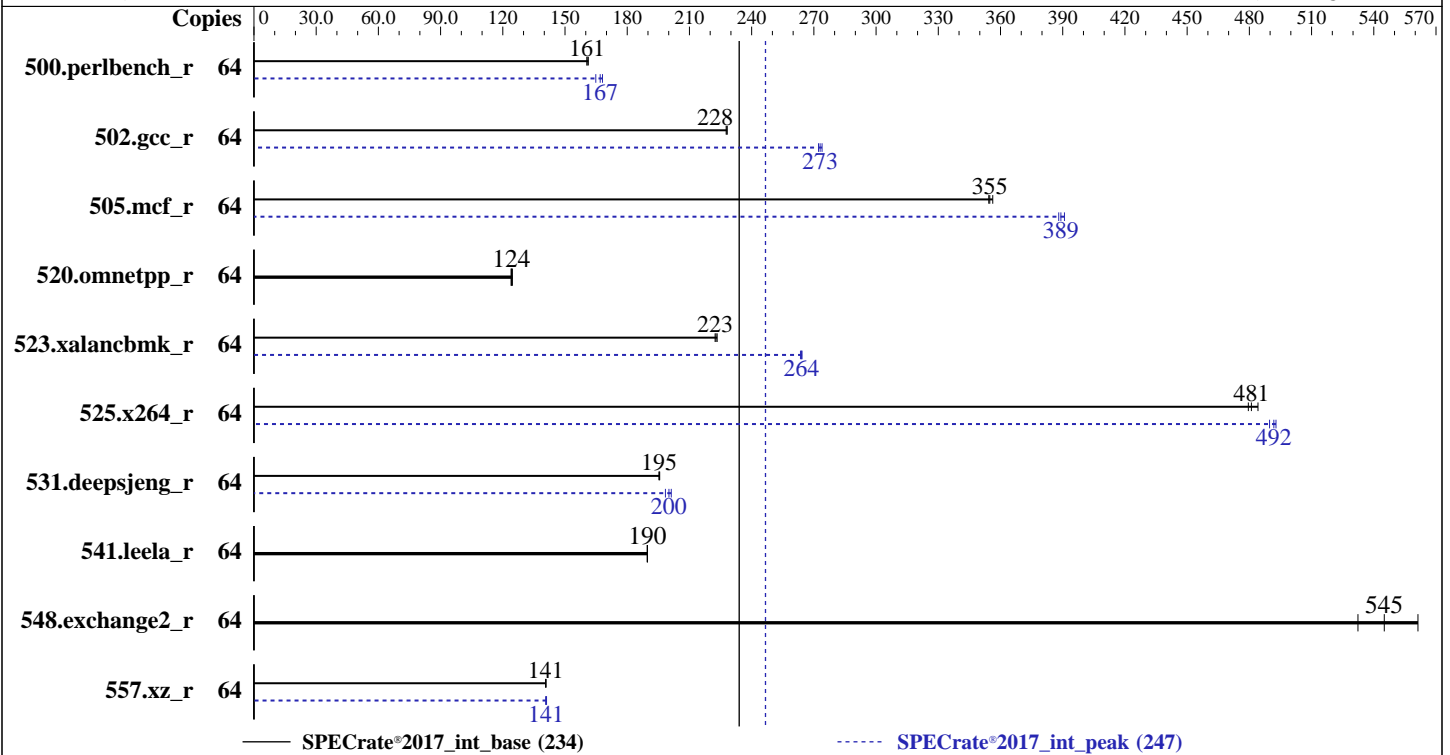 Copies 0 30.0 60.0 90.0 120 150 180 210 240 270 300 330 360 390 420 450 480 510 540 570
161
500.perlbench_r 64
167
228
502.gcc_r 64
273
355
505.mcf_r 64
389
124
520.omnetpp_r 64
223
523.xalancbmk_r 64
264
481
525.x264_r 64
492
195
531.deepsjeng_r 64
200
190
541.leela_r 64
545
548.exchange2_r 64
141
557.xz_r 64
141
SPECrate®2017_int_base (234) SPECrate®2017_int_peak (247)